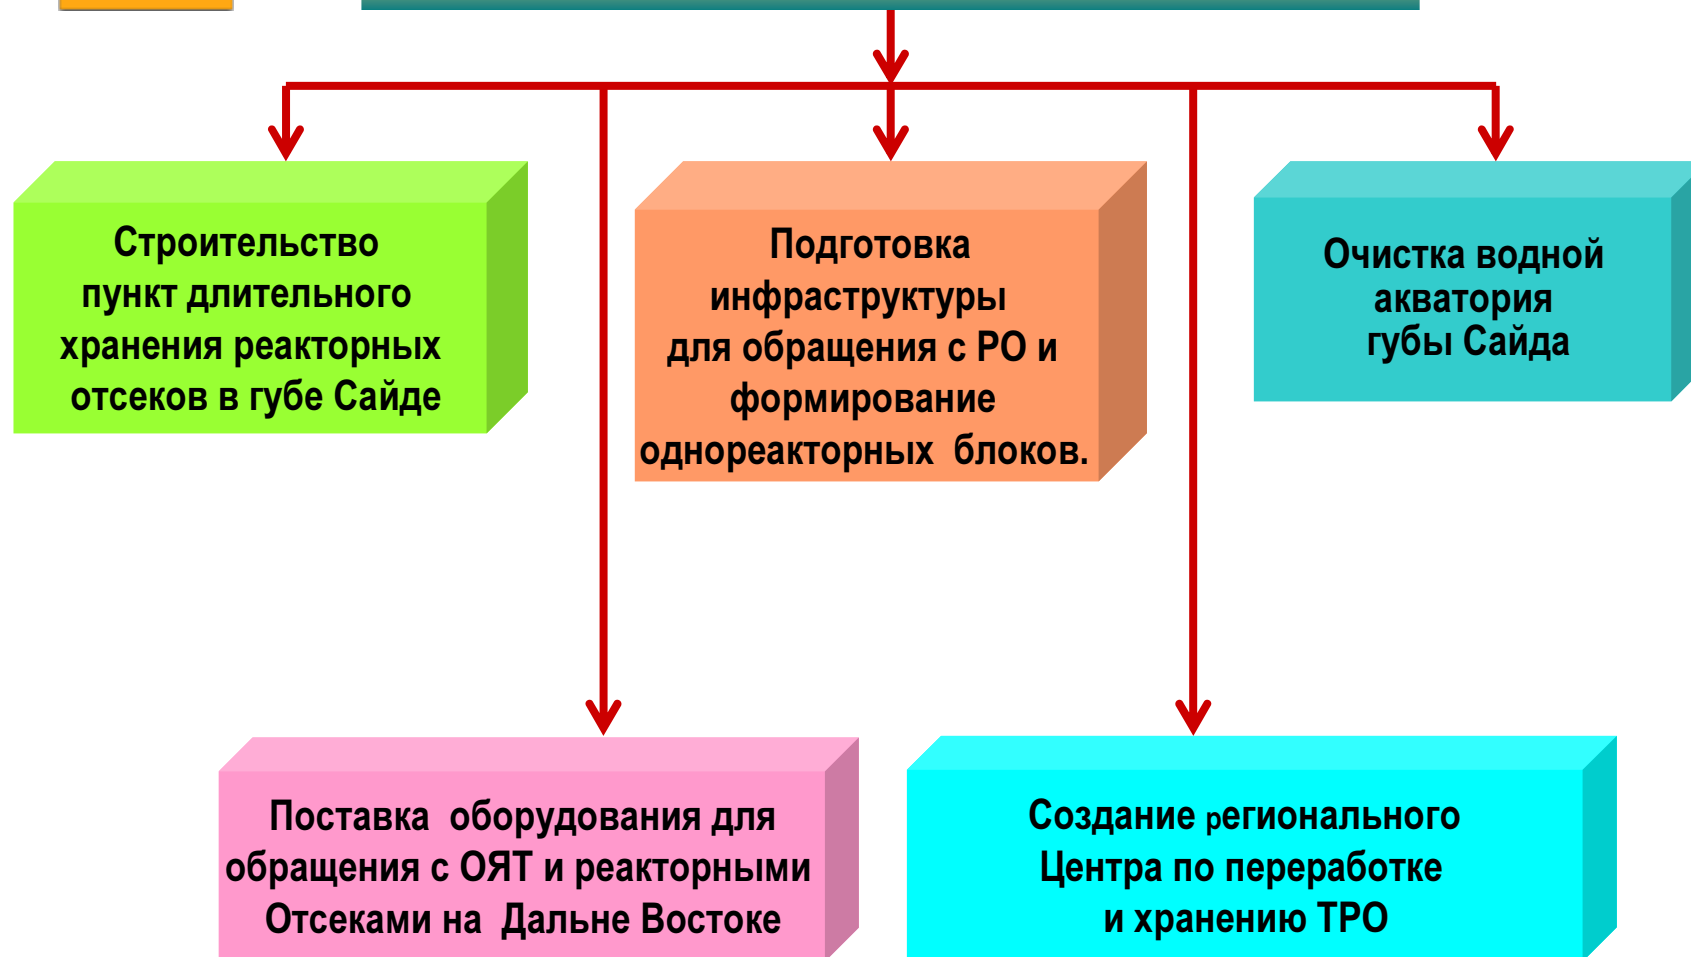 Строительство
пункт длительного
хранения реакторных
отсеков в губе Сайде
Подготовка
инфраструктуры
для обращения с РО и
формирование
однореакторных блоков.
Очистка водной
акватория
губы Сайда
Поставка оборудования для
обращения с ОЯТ и реакторными
Отсеками на Дальне Востоке
Создание регионального
Центра по переработке
и хранению ТРО